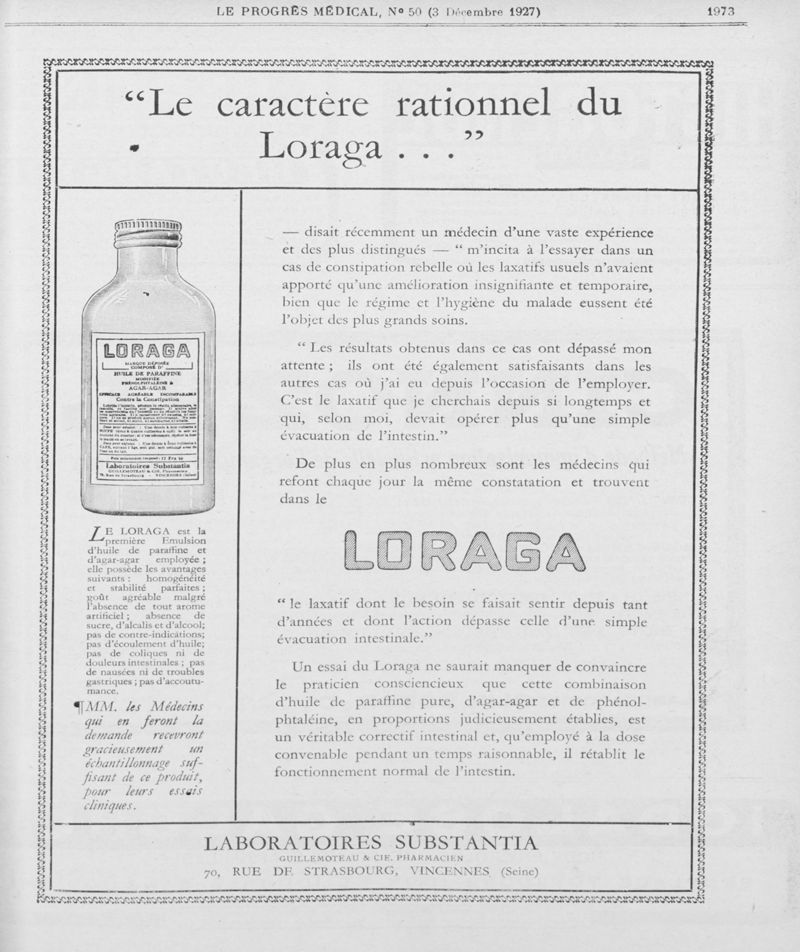 LE PROGRÈS MÉDICAL, Nº 50 (3 Décembre 1927)
1973
“Le caractère rationnel du
Loraga . . .”
LORAGA
MARQUE DÉPOSÉE
COMPOSÉ D'
HUILE DE PARAFFINE
MODIFIÉE
PHÉNOLPHTALÉINE &
AGAR-AGAR
EFFICACE AGRÉABLE INCOMPARABLE
Contre la Constipation
Laboratoires Substantia
GUILLEMOTEAU & CIE, Pharmacien
LE LORAGA est la
première Emulsion
d'huile de paraffine et
d'agar-agar employée ;
elle possède les avantages
suivants : homogénéité
et stabilité parfaites ;
goût agréable malgré
l'absence de tout arome
artificiel ; absence de
sucre, d'alcalis et d'alcool;
pas de contre-indications;
pas d'écoulement d'huile;
pas de coliques ni de
douleurs intestinales ; pas
de nausées ni de troubles
gastriques ; pas d'accoutu-
mance.
¶MM. les Médecins
qui en feront la
demande recevront
gracieusement un
échantillonnage suf-
fisant de ce produit,
pour leurs essais
cliniques.
— disait récemment un médecin d'une vaste expérience
et des plus distingués — “ m'incita à l'essayer dans un
cas de constipation rebelle où les laxatifs usuels n'avaient
apporté qu'une amélioration insignifiante et temporaire,
bien que le régime et l'hygiène du malade eussent été
l'objet des plus grands soins.
“ Les résultats obtenus dans ce cas ont dépassé mon
attente ; ils ont été également satisfaisants dans les
autres cas où j'ai eu depuis l'occasion de l'employer.
C'est le laxatif que je cherchais depuis si longtemps et
qui, selon moi, devait opérer plus qu'une simple
évacuation de l'intestin.”
De plus en plus nombreux sont les médecins qui
refont chaque jour la même constatation et trouvent
dans le
LORAGA
“ le laxatif dont le besoin se faisait sentir depuis tant
d'années et dont l'action dépasse celle d'une simple
évacuation intestinale.”
Un essai du Loraga ne saurait manquer de convaincre
le praticien consciencieux que cette combinaison
d'huile de paraffine pure, d'agar-agar et de phénol-
phtaléine, en proportions judicieusement établies, est
un véritable correctif intestinal et, qu'employé à la dose
convenable pendant un temps raisonnable, il rétablit le
fonctionnement normal de l'intestin.
LABORATOIRES SUBSTANTIA
GUILLEMOTEAU & CIE. PHARMACIEN
70, RUE DE STRASBOURG, VINCENNES (Seine)